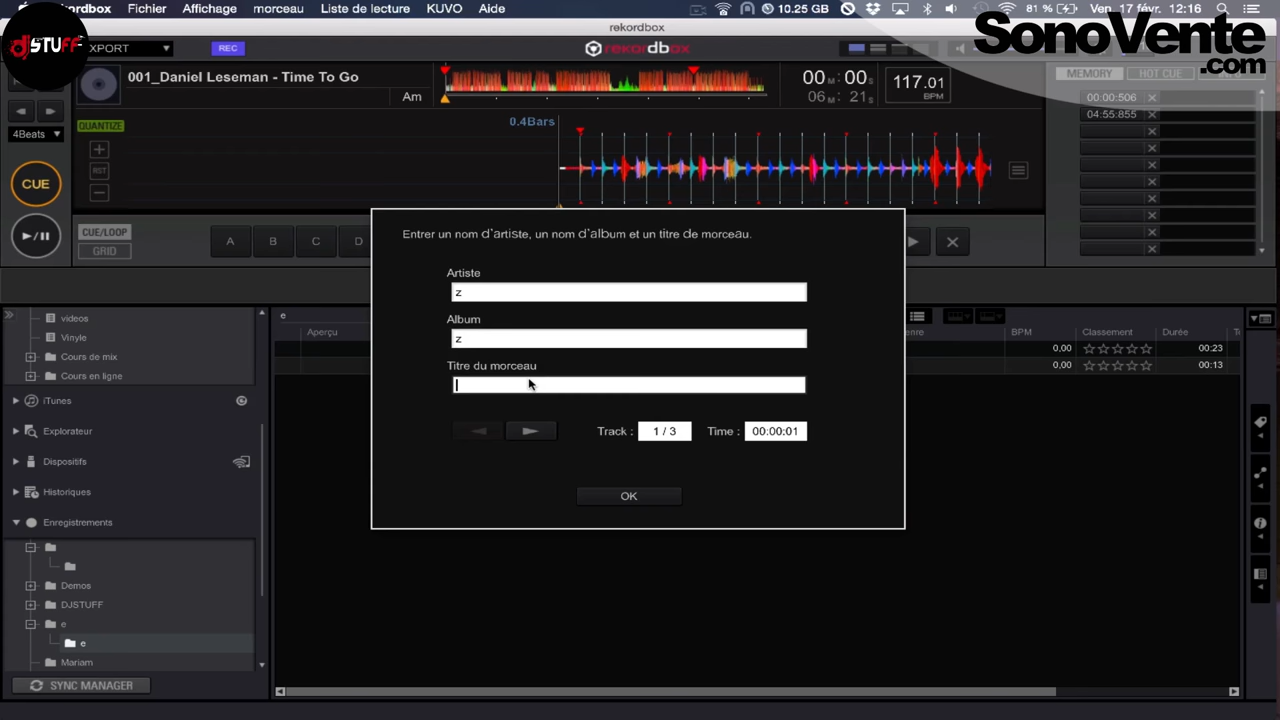 rdbox Fichier Affichage morceau Liste de lecture KUVO Aide 10.25 GB 81 % Ven. 17 févr. 12:16
rekordbox
dj STUFF
XPORT
REC
rekordbox
SonoVente
.com
001_Daniel Leseman - Time To Go
Am
00 M : 00 S
06 M : 21 S
117.01
BPM
MEMORY HOT CUE
00:00:506
04:55:855
4Beats
QUANTIZE
RST
0.4Bars
CUE
CUE/LOOP
GRID
A B C D
Entrer un nom d'artiste, un nom d'album et un titre de morceau.
Artiste
z
Album
z
Titre du morceau
Track : 1 / 3 Time : 00:00:01
OK
e
Aperçu
enre BPM Classement Durée
0,00 00:23
0,00 00:13
videos
Vinyle
Cours de mix
Cours en ligne
iTunes
Explorateur
Dispositifs
Historiques
Enregistrements
Demos
DJSTUFF
e
e
Mariam
SYNC MANAGER